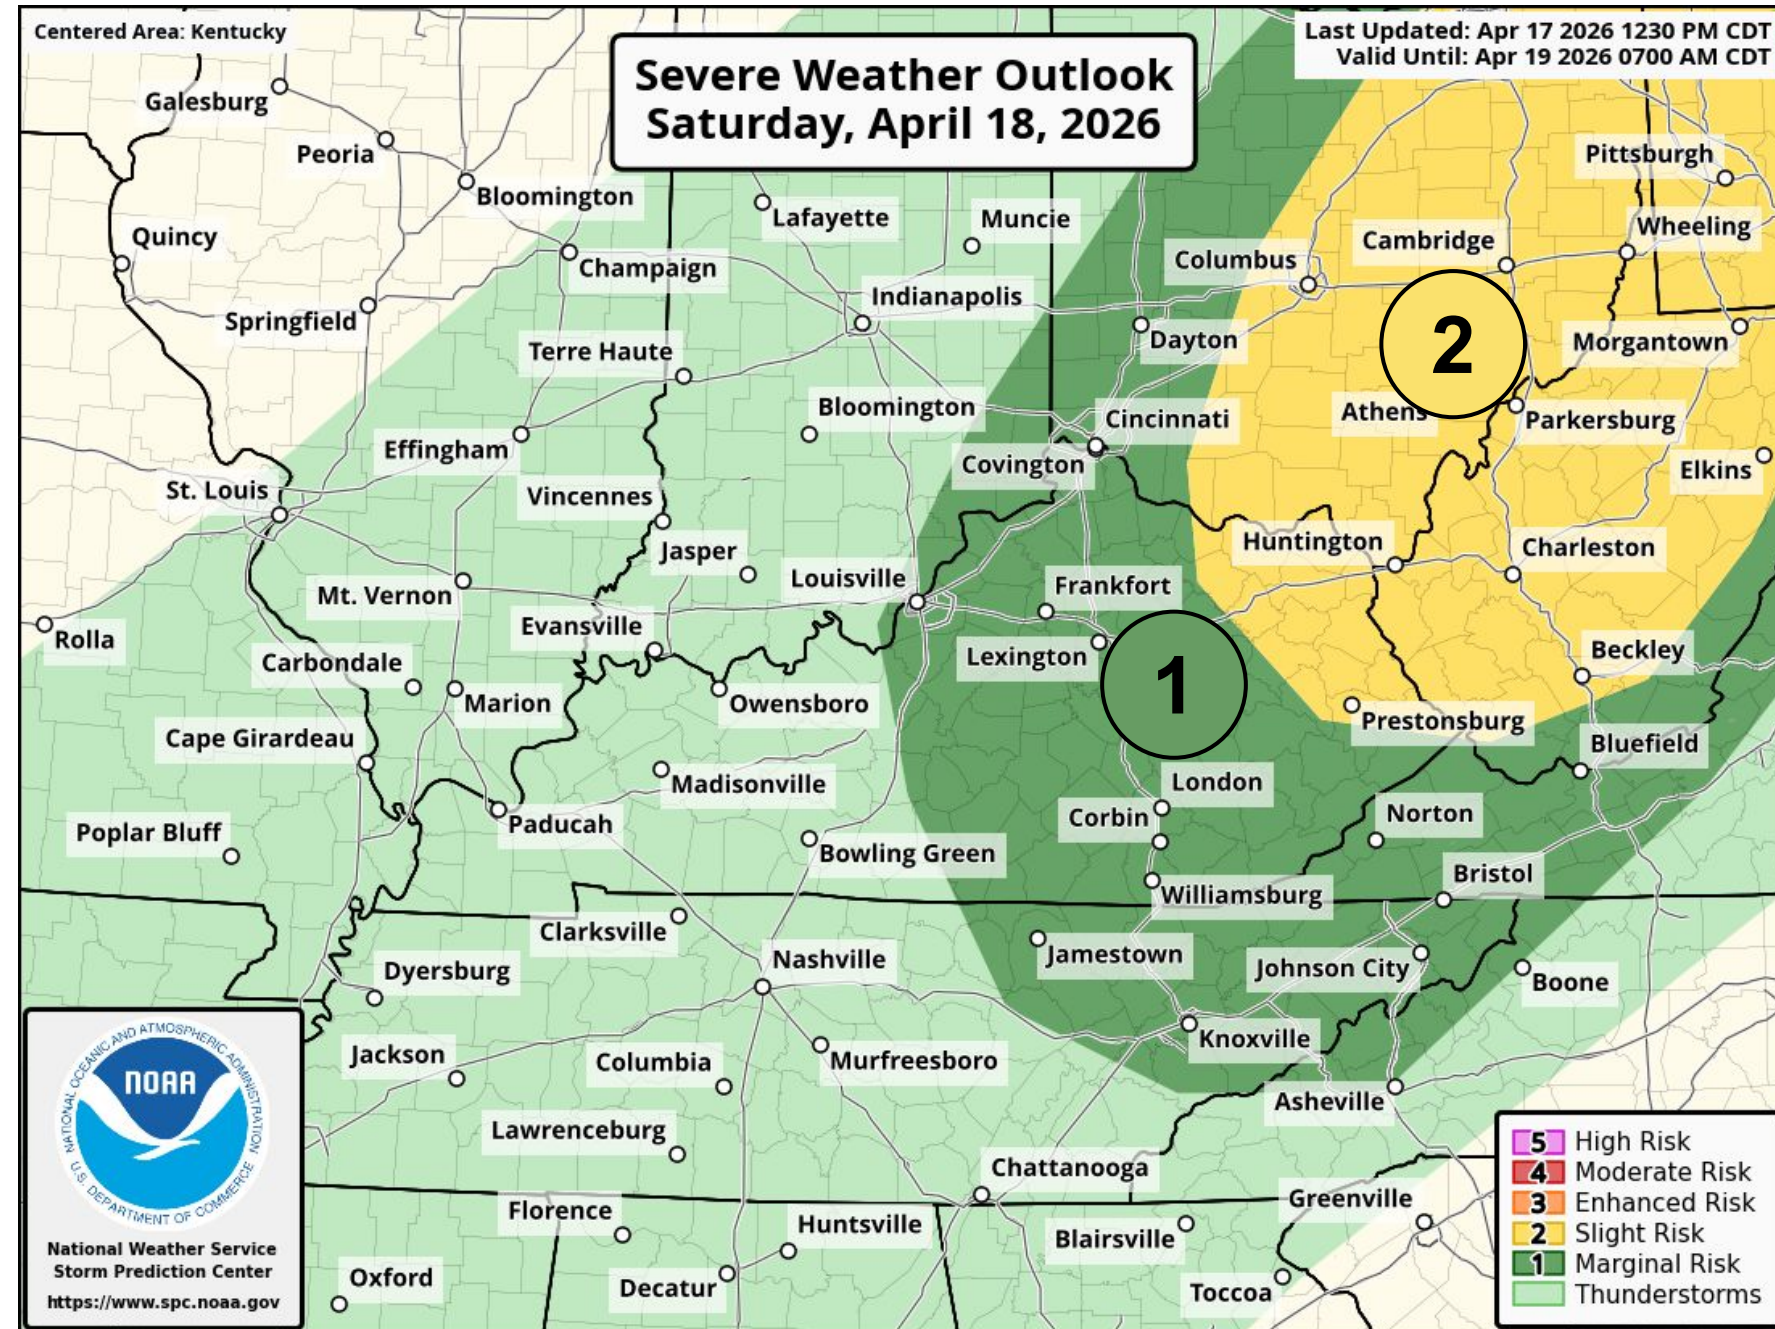 Centered Area: Kentucky
Severe Weather Outlook
Saturday, April 18, 2026
Last Updated: Apr 17 2026 1230 PM CDT
Valid Until: Apr 19 2026 0700 AM CDT
Galesburg
Peoria
Bloomington
Quincy
Champaign
Springfield
Lafayette
Muncie
Indianapolis
Terre Haute
Bloomington
Effingham
St. Louis
Vincennes
Jasper
Mt. Vernon
Evansville
Rolla
Carbondale
Marion
Owensboro
Cape Girardeau
Madisonville
Poplar Bluff
Paducah
Bowling Green
Pittsburgh
Wheeling
Cambridge
Columbus
2
Dayton
Morgantown
Athens
Parkersburg
Cincinnati
Covington
Elkins
Huntington
Charleston
Louisville
Frankfort
Lexington
1
Beckley
Prestonsburg
Bluefield
London
Corbin
Norton
Williamsburg
Bristol
Clarksville
Nashville
Jamestown
Johnson City
Boone
Dyersburg
Knoxville
Jackson
Columbia
Murfreesboro
Asheville
Lawrenceburg
Chattanooga
Greenville
Florence
Huntsville
Blairsville
Decatur
Toccoa
Oxford
NATIONAL OCEANIC AND ATMOSPHERIC ADMINISTRATION
NOAA
U.S. DEPARTMENT OF COMMERCE
National Weather Service
Storm Prediction Center
https://www.spc.noaa.gov
5 High Risk
4 Moderate Risk
3 Enhanced Risk
2 Slight Risk
1 Marginal Risk
Thunderstorms